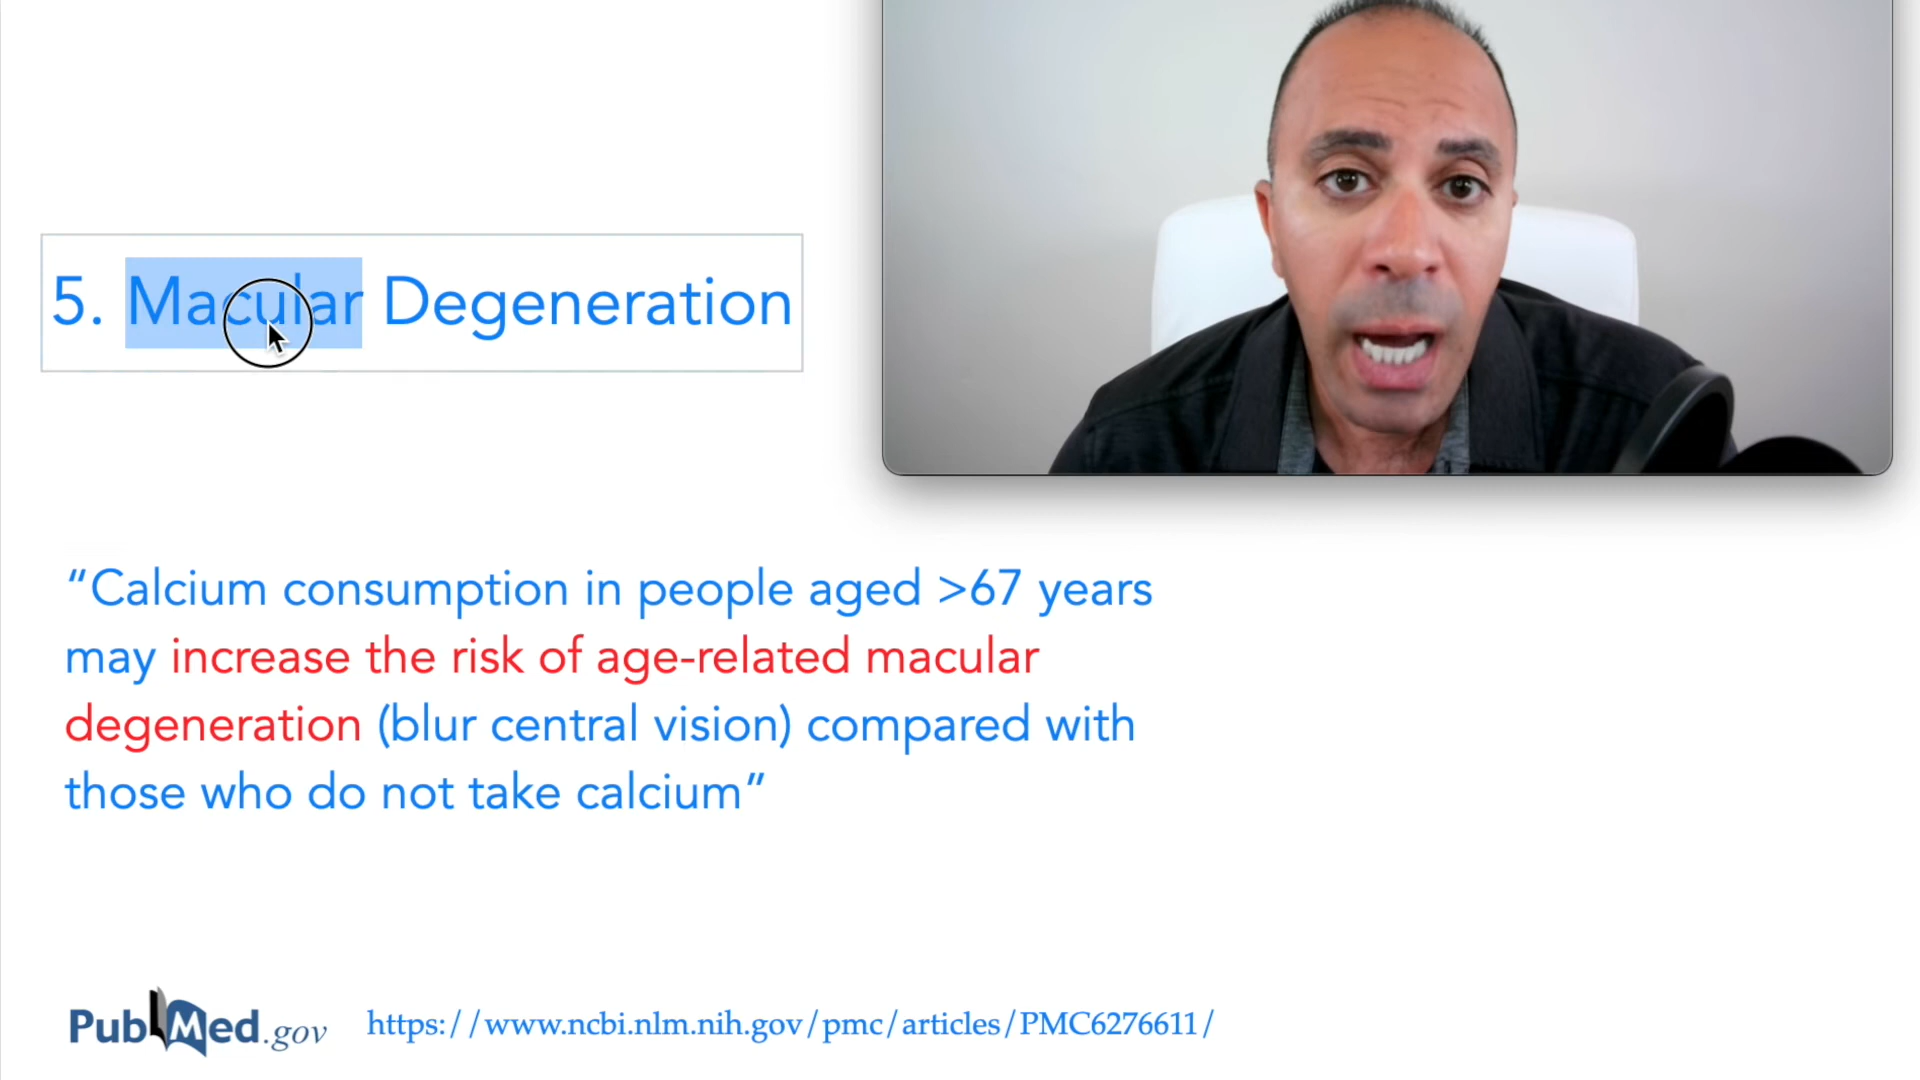 5. Macular Degeneration
“Calcium consumption in people aged >67 years
may increase the risk of age-related macular
degeneration (blur central vision) compared with
those who do not take calcium”
PubMed.gov https://www.ncbi.nlm.nih.gov/pmc/articles/PMC6276611/